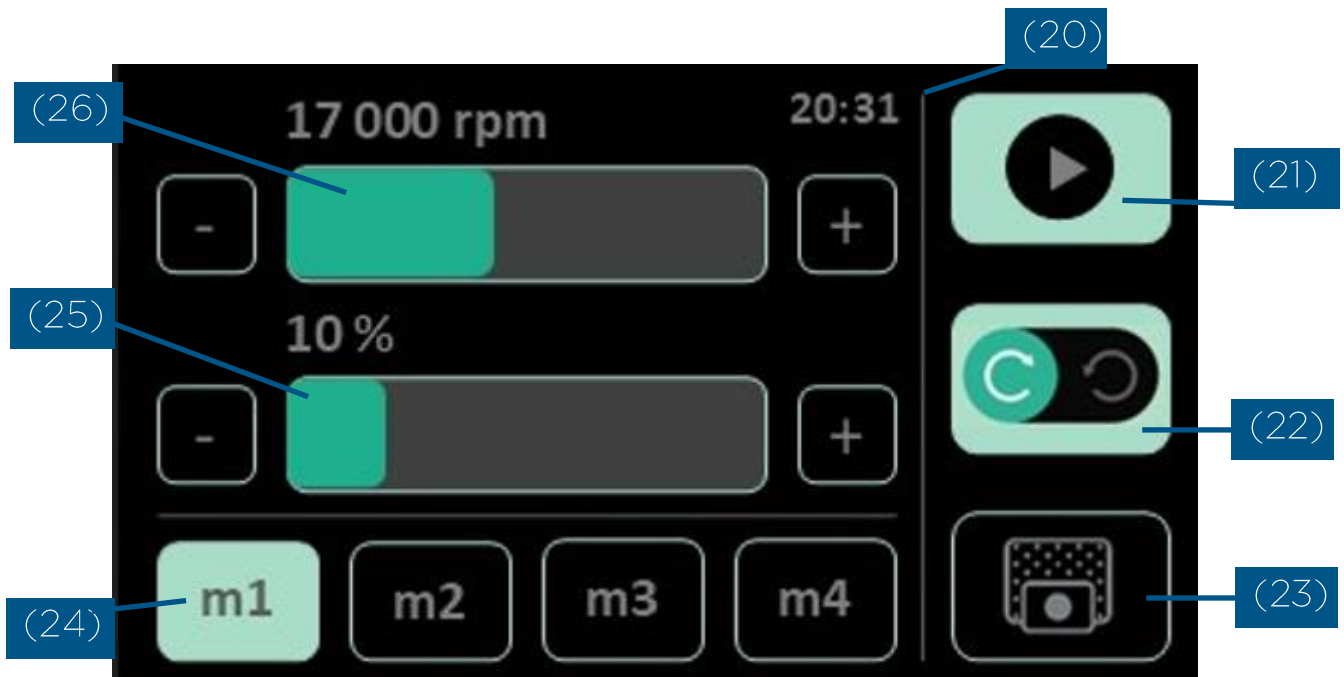 (20)
(26)
17 000 rpm
20:31
(21)
-
+
(25)
10 %
(22)
-
+
m1
m2
m3
m4
(24)
(23)